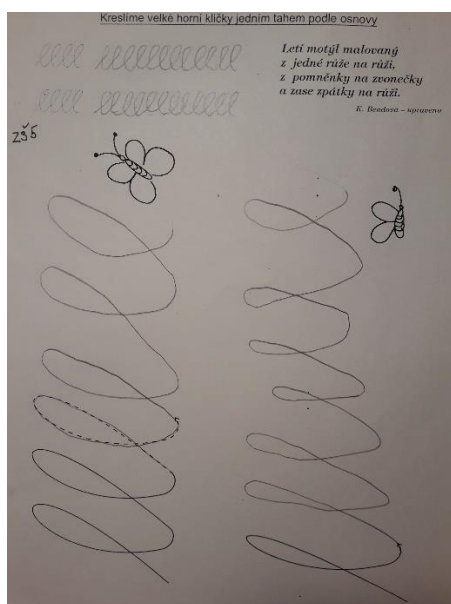 Kreslíme velké horní kličky jedním tahem podle osnovy
Letí motýl malovaný
z jedné růže na růži,
z pomněnky na zvonečky
a zase zpátky na růži.
K. Bendová – upraveno